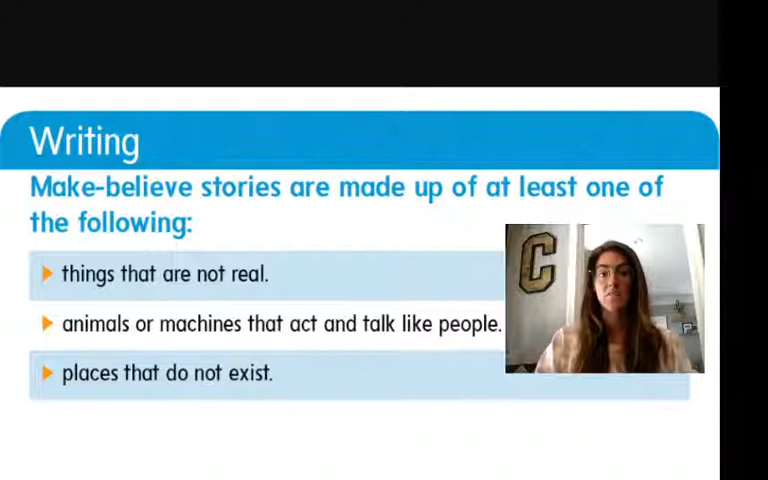 Writing
Make-believe stories are made up of at least one of
the following:
things that are not real.
animals or machines that act and talk like people.
places that do not exist.
C
P